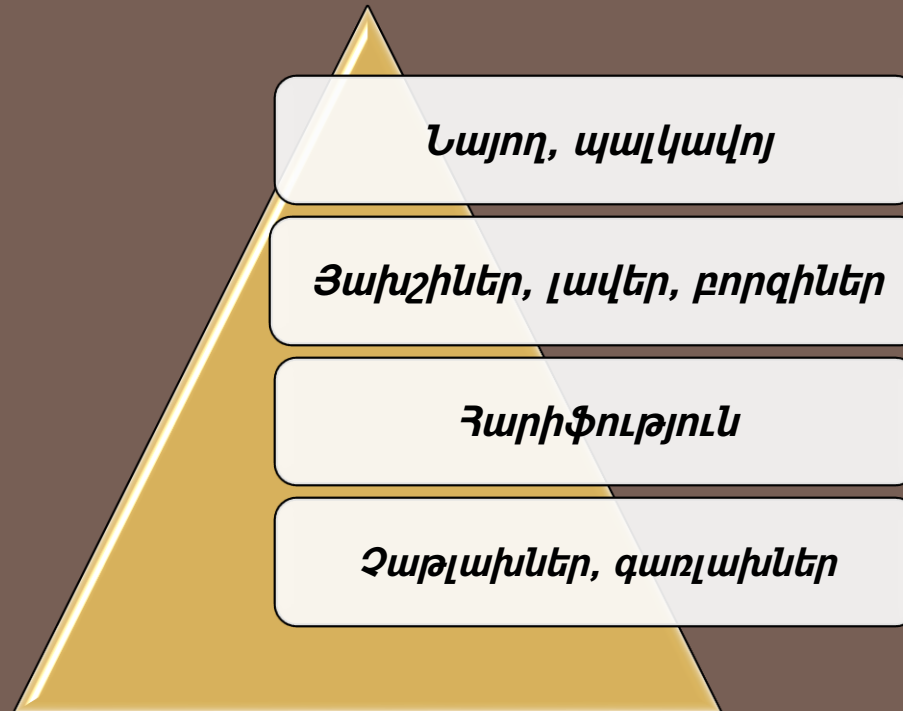 Նայող, պալկավոյ
Յախշիներ, լավեր, բորզիներ
Հարիֆություն
Չաթլախներ, գառլախներ